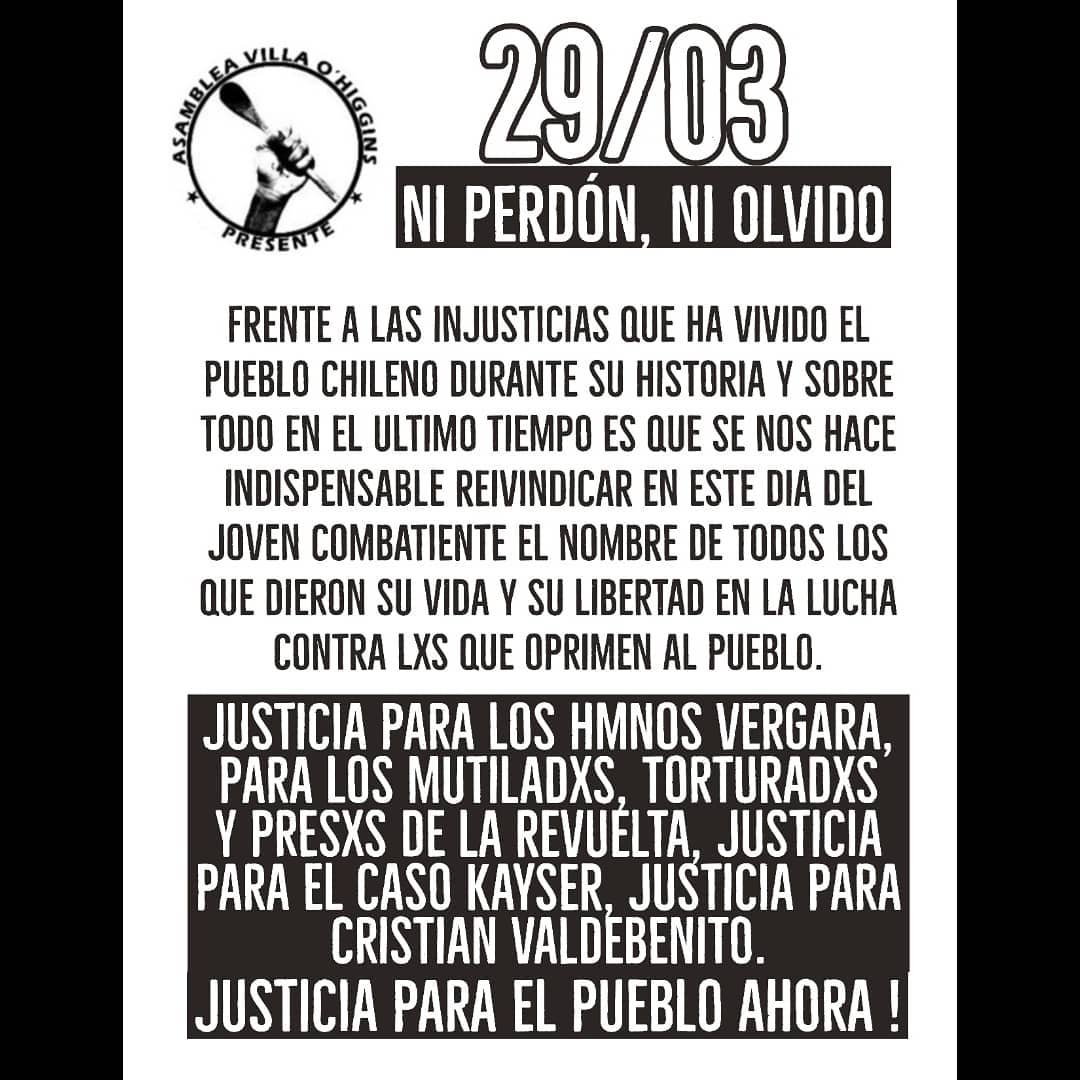 ASAMBLEA VILLA O'HIGGINS
PRESENTE
29/03
NI PERDÓN, NI OLVIDO
FRENTE A LAS INJUSTICIAS QUE HA VIVIDO EL
PUEBLO CHILENO DURANTE SU HISTORIA Y SOBRE
TODO EN EL ULTIMO TIEMPO ES QUE SE NOS HACE
INDISPENSABLE REIVINDICAR EN ESTE DIA DEL
JOVEN COMBATIENTE EL NOMBRE DE TODOS LOS
QUE DIERON SU VIDA Y SU LIBERTAD EN LA LUCHA
CONTRA LXS QUE OPRIMEN AL PUEBLO.
JUSTICIA PARA LOS HMNOS VERGARA,
PARA LOS MUTILADXS, TORTURADXS
Y PRESXS DE LA REVUELTA, JUSTICIA
PARA EL CASO KAYSER, JUSTICIA PARA
CRISTIAN VALDEBENITO.
JUSTICIA PARA EL PUEBLO AHORA !